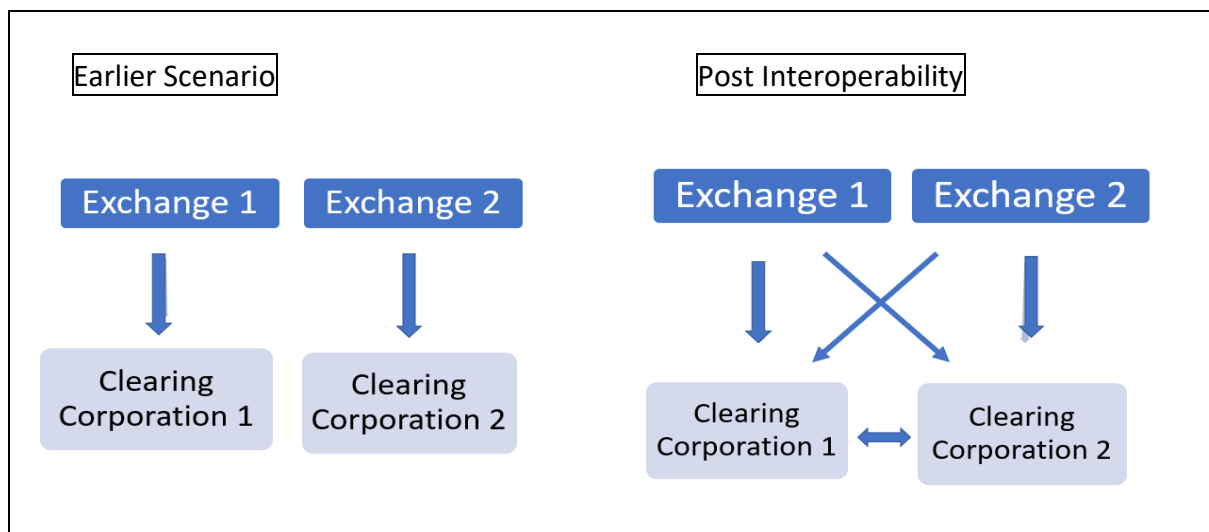 Earlier Scenario
Post Interoperability
Exchange 1
Exchange 2
Exchange 1
Exchange 2
Clearing
Corporation 1
Clearing
Corporation 2
Clearing
Corporation 1
Clearing
Corporation 2